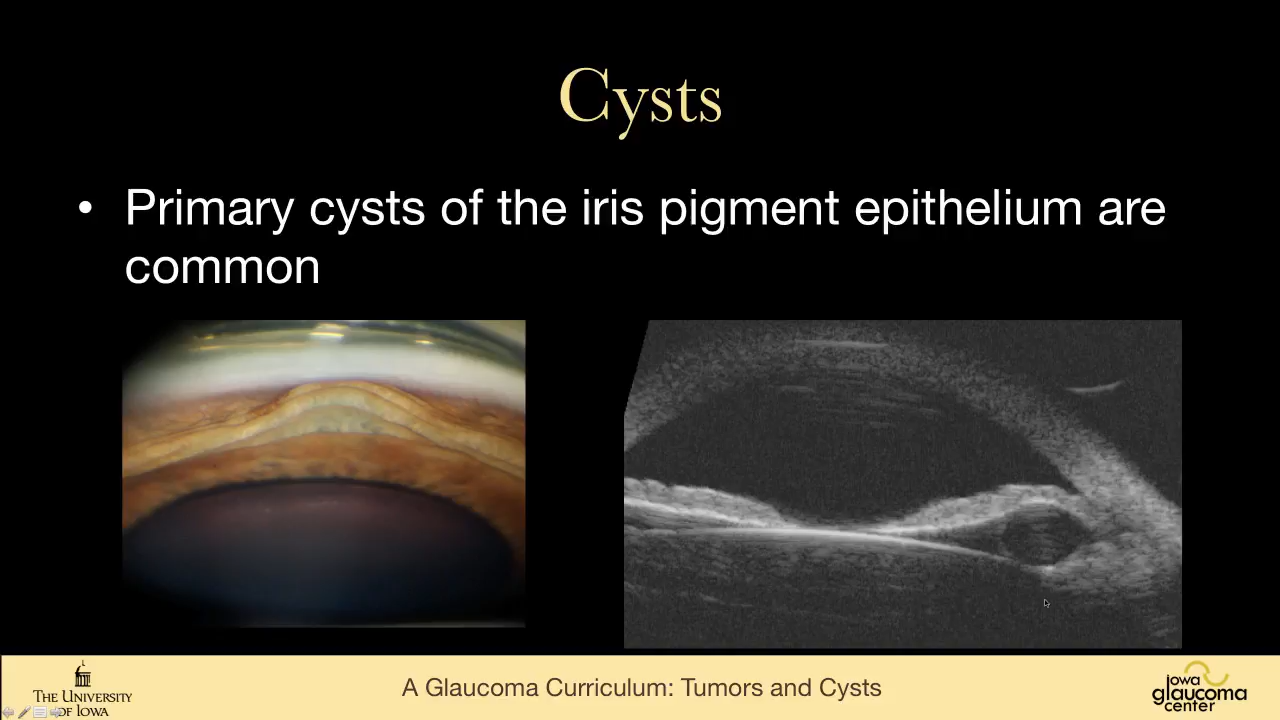 Cysts
• Primary cysts of the iris pigment epithelium are
common
THE UNIVERSITY
OF IOWA
A Glaucoma Curriculum: Tumors and Cysts
iowa
glaucoma
center